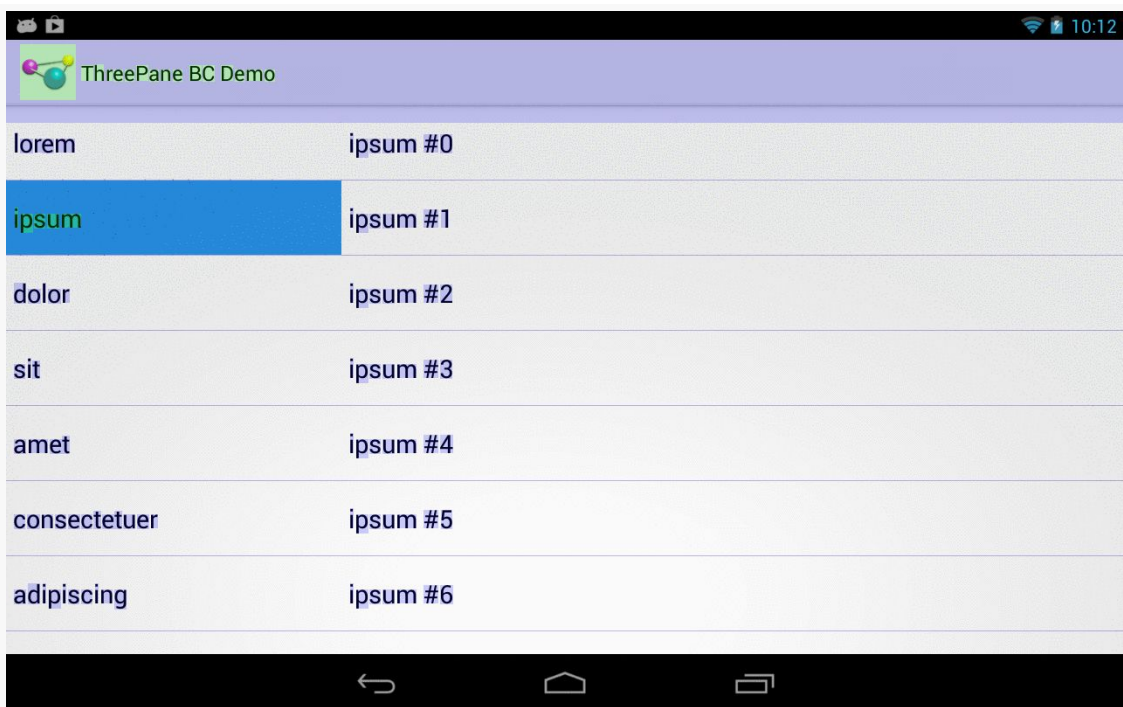 10:12
ThreePane BC Demo
lorem ipsum #0
ipsum ipsum #1
dolor ipsum #2
sit ipsum #3
amet ipsum #4
consectetuer ipsum #5
adipiscing ipsum #6